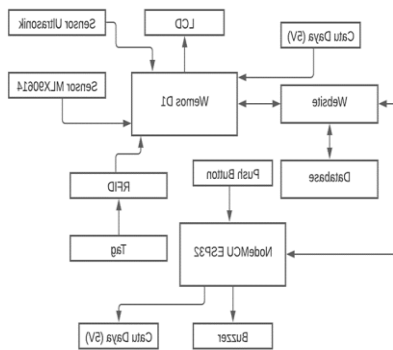 Sensor Ultrasonik
LCD
Catu Daya (5V)
Sensor MLX90614
Wemos D1
Website
RFID
Push Button
Database
Tag
NodeMCU ESP32
Catu Daya (5V)
Buzzer